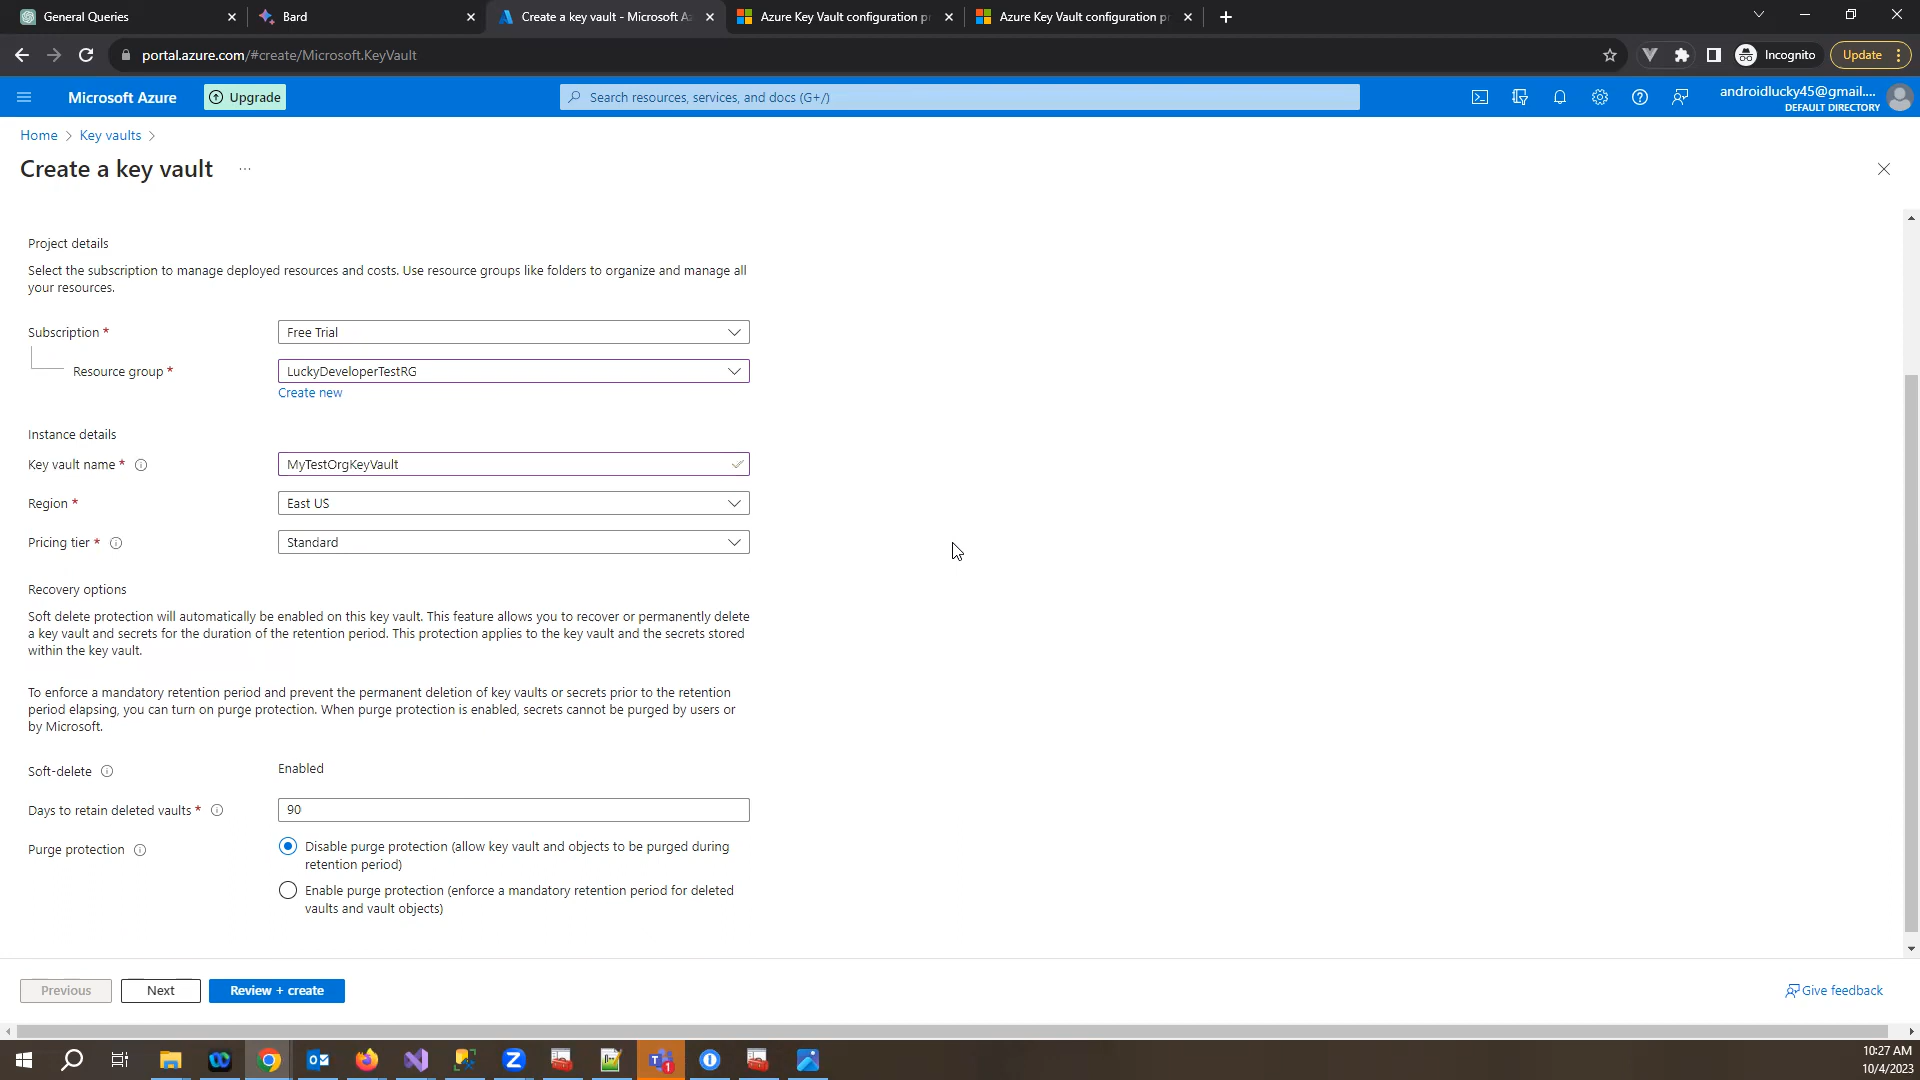 General Queries
Bard
Create a key vault - Microsoft A
Azure Key Vault configuration p
Azure Key Vault configuration p
portal.azure.com/#create/Microsoft.KeyVault
Incognito
Update
Microsoft Azure
Upgrade
Search resources, services, and docs (G+/)
androidlucky45@gmail....
DEFAULT DIRECTORY
Home > Key vaults >
Create a key vault ...
Project details
Select the subscription to manage deployed resources and costs. Use resource groups like folders to organize and manage all
your resources.
Subscription *
Free Trial
Resource group *
LuckyDeveloperTestRG
Create new
Instance details
Key vault name *
MyTestOrgKeyVault
Region *
East US
Pricing tier *
Standard
Recovery options
Soft delete protection will automatically be enabled on this key vault. This feature allows you to recover or permanently delete
a key vault and secrets for the duration of the retention period. This protection applies to the key vault and the secrets stored
within the key vault.
To enforce a mandatory retention period and prevent the permanent deletion of key vaults or secrets prior to the retention
period elapsing, you can turn on purge protection. When purge protection is enabled, secrets cannot be purged by users or
by Microsoft.
Soft-delete
Enabled
Days to retain deleted vaults *
90
Purge protection
Disable purge protection (allow key vault and objects to be purged during
retention period)
Enable purge protection (enforce a mandatory retention period for deleted
vaults and vault objects)
Previous
Next
Review + create
Give feedback
10:27 AM
10/4/2023